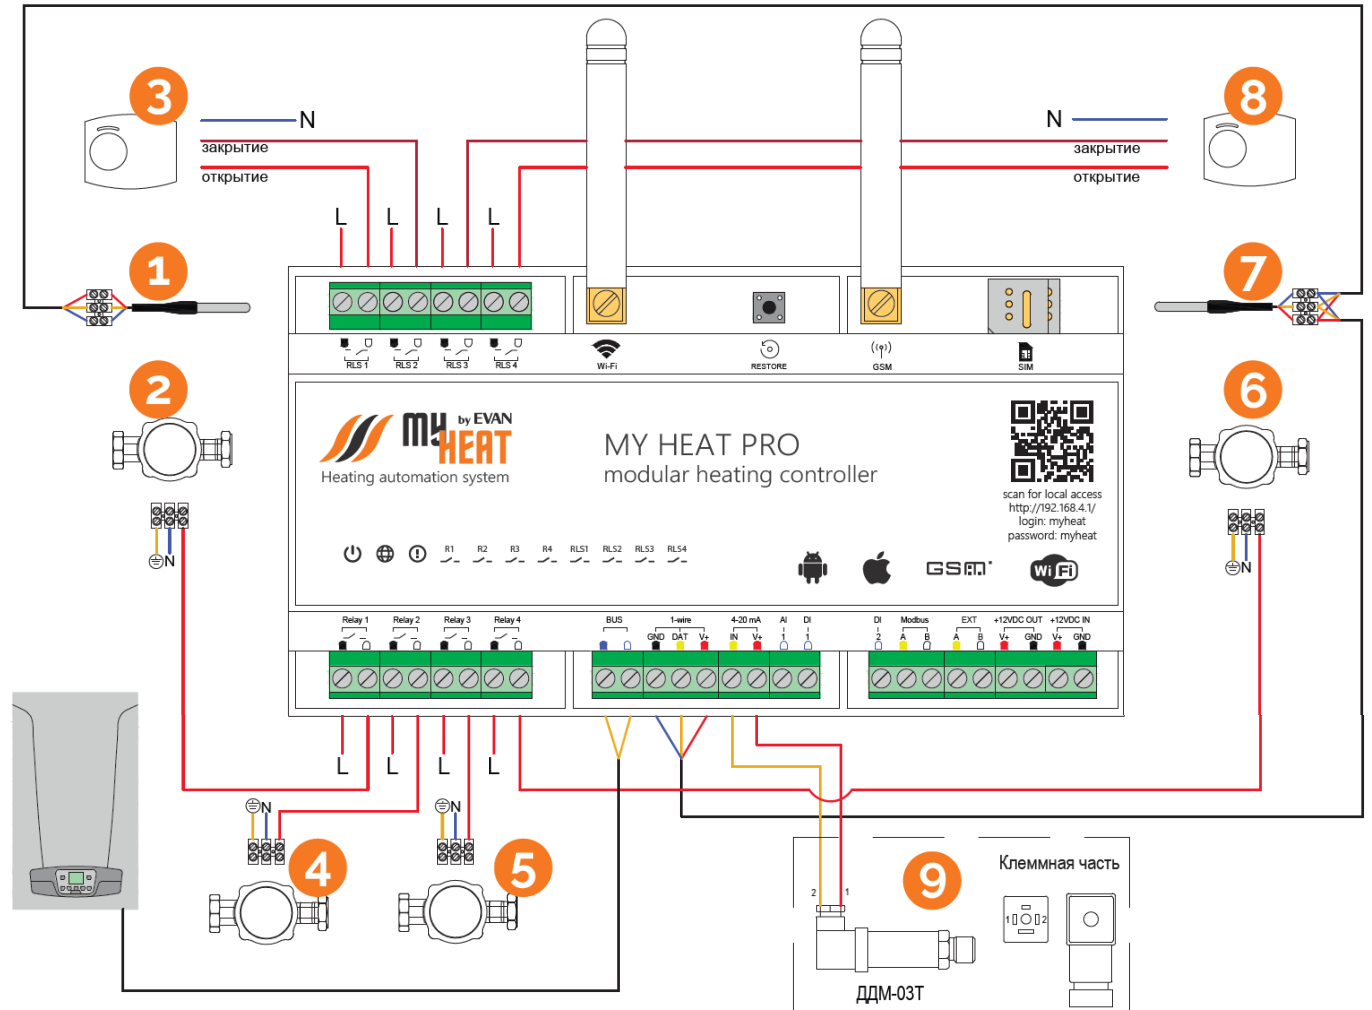 3
8
N
N
закрытие
закрытие
открытие
открытие
L
L
L
L
1
7
RLS 1
RLS 2
RLS 3
RLS 4
Wi-Fi
RESTORE
GSM
SIM
2
6
MY HEAT by EVAN
Heating automation system
MY HEAT PRO
modular heating controller
scan for local access
http://192.168.4.1/
login: myheat
password: myheat
N
N
R1
R2
R3
R4
RLS1
RLS2
RLS3
RLS4
GSM
Wi Fi
Relay 1
Relay 2
Relay 3
Relay 4
BUS
1-wire
4-20 mA
AI
DI
DI
Modbus
EXT
+12VDC OUT
+12VDC IN
GND
DAT
V+
IN
V+
1
1
2
A
B
A
B
V+
GND
V+
GND
L
L
L
L
N
N
4
5
9
Клеммная часть
2
1
1
2
ДДМ-03Т